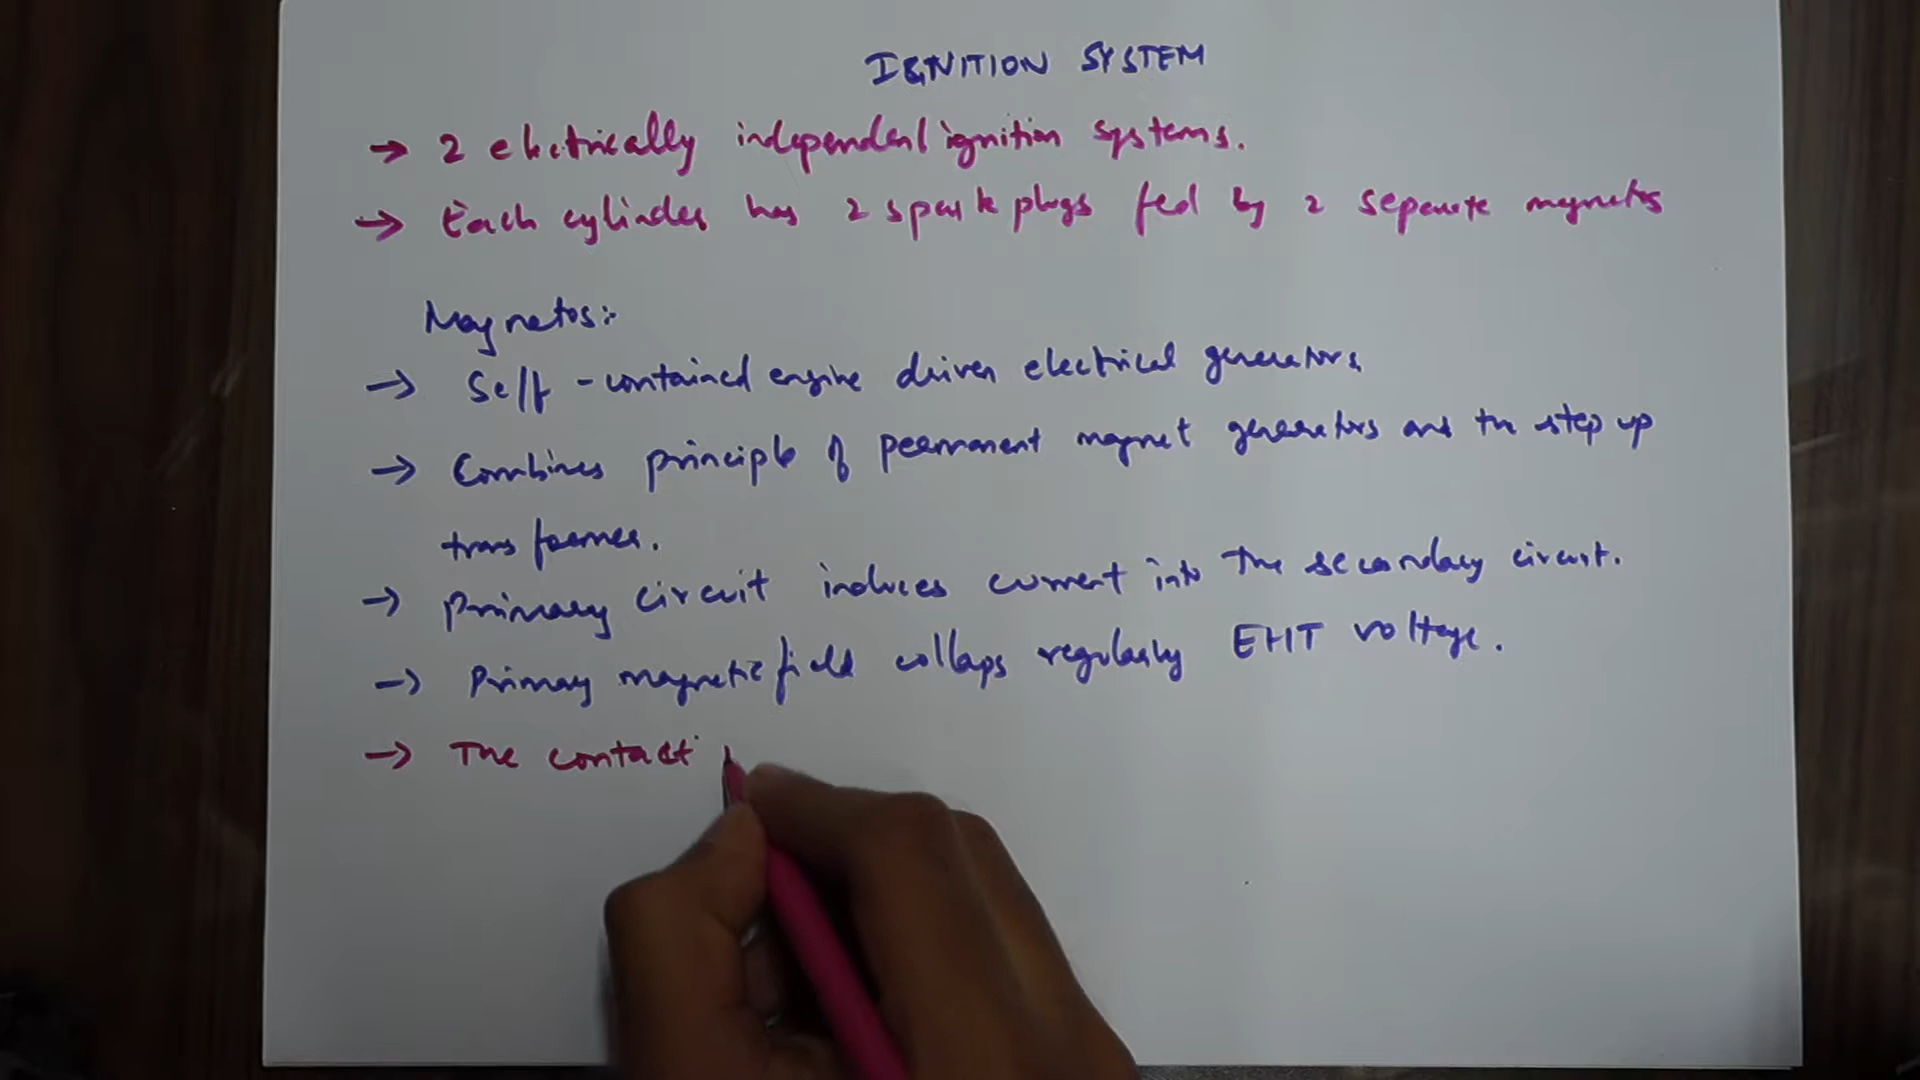 IGNITION SYSTEM
→ 2 electrically independent ignition systems.
→ Each cylinder has 2 spark plugs fed by 2 separate magnetos
Magnetos:-
→ Self-contained engine driven electrical generators.
→ Combines principle of permanent magnet generators and the step up
transformer.
→ Primary circuit induces current into the secondary circuit.
→ Primary magnetic field collaps regularly EHT voltage.
→ The contact